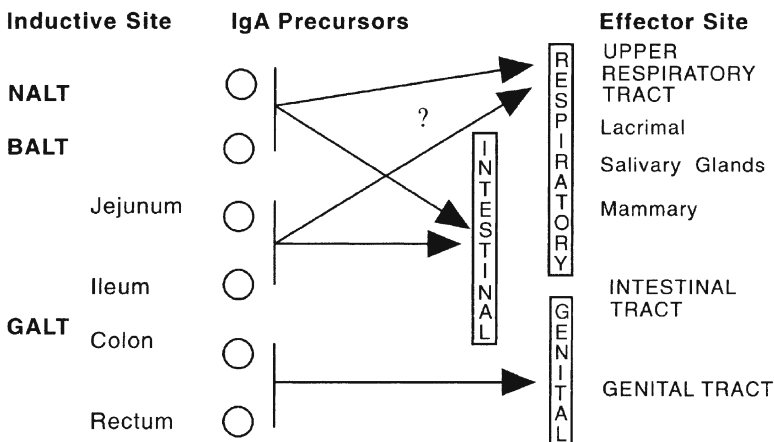 Inductive Site IgA Precursors Effector Site
NALT
BALT
Jejunum
Ileum
GALT
Colon
Rectum
?
INTESTINAL
RESPIRATORY
GENITAL
UPPER
RESPIRATORY
TRACT
Lacrimal
Salivary Glands
Mammary
INTESTINAL
TRACT
GENITAL TRACT